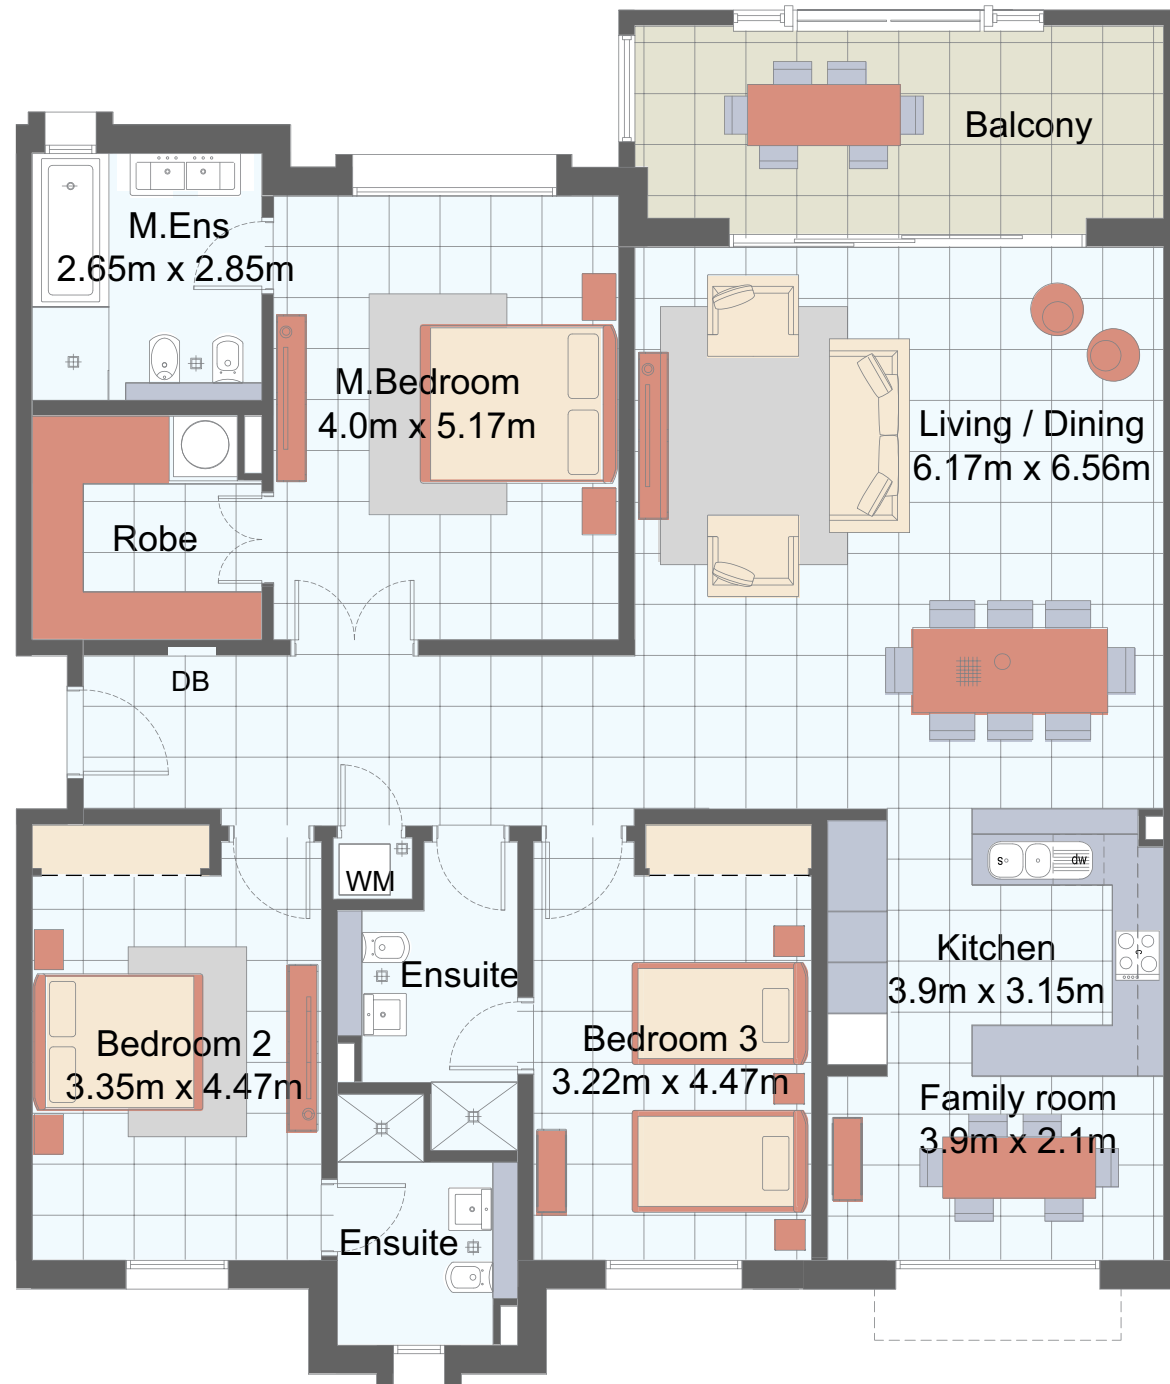 Balcony
M.Ens
2.65m x 2.85m
M.Bedroom
4.0m x 5.17m
Living / Dining
6.17m x 6.56m
Robe
DB
WM
s
dw
c
Kitchen
3.9m x 3.15m
Ensuite
Bedroom 2
3.35m x 4.47m
Bedroom 3
3.22m x 4.47m
Family room
3.9m x 2.1m
Ensuite